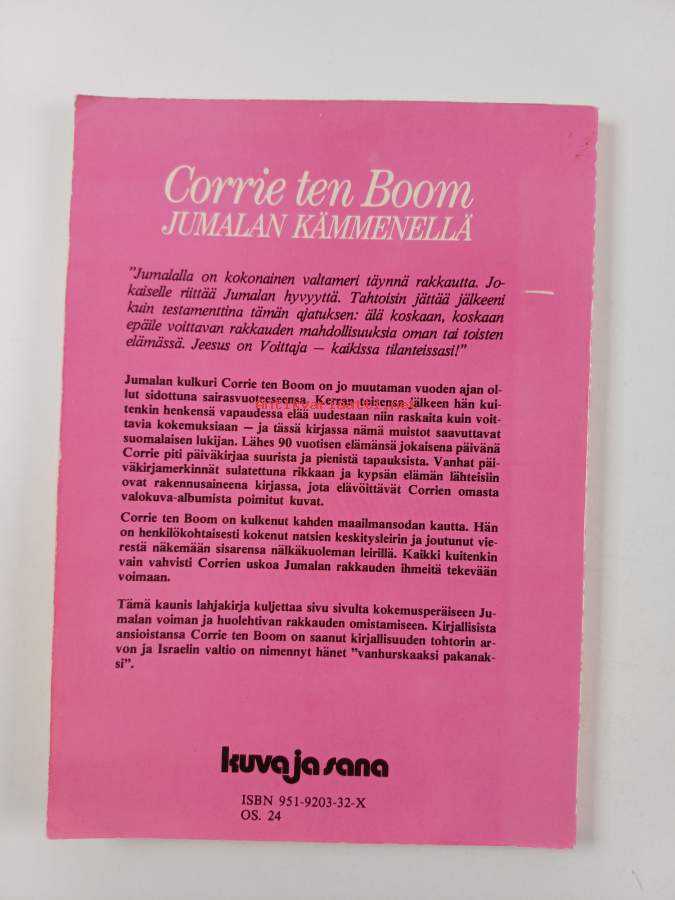 Corrie ten Boom
JUMALAN KÄMMENELLÄ
"Jumalalla on kokonainen valtameri täynnä rakkautta. Jo-
kaiselle riittää Jumalan hyvyyttä. Tahtoisin jättää jälkeeni
kuin testamenttina tämän ajatuksen: älä koskaan, koskaan
epäile voittavan rakkauden mahdollisuuksia oman tai toisten
elämässä. Jeesus on Voittaja — kaikissa tilanteissasi!"
Jumalan kulkuri Corrie ten Boom on jo muutaman vuoden ajan ol-
lut sidottuna sairasvuoteeseensa. Kerran toisensa jälkeen hän kui-
antikvariaatti.net
tenkin henkensä vapaudessa elää uudestaan niin raskaita kuin voit-
tavia kokemuksiaan — ja tässä kirjassa nämä muistot saavuttavat
suomalaisen lukijan. Lähes 90 vuotisen elämänsä jokaisena päivänä
Corrie piti päiväkirjaa suurista ja pienistä tapauksista. Vanhat päi-
väkirjamerkinnät sulatettuna rikkaan ja kypsän elämän lähteisiin
ovat rakennusaineena kirjassa, jota elävöittävät Corrien omasta
valokuva-albumista poimitut kuvat.
Corrie ten Boom on kulkenut kahden maailmansodan kautta. Hän
on henkilökohtaisesti kokenut natsien keskitysleirin ja joutunut vie-
restä näkemään sisarensa nälkäkuoleman leirillä. Kaikki kuitenkin
vain vahvisti Corrien uskoa Jumalan rakkauden ihmeitä tekevään
voimaan.
Tämä kaunis lahjakirja kuljettaa sivu sivulta kokemusperäiseen Ju-
malan voiman ja huolehtivan rakkauden omistamiseen. Kirjallisista
ansioistansa Corrie ten Boom on saanut kirjallisuuden tohtorin ar-
von ja Israelin valtio on nimennyt hänet "vanhurskaaksi pakanak-
si".
kuva ja sana
ISBN 951-9203-32-X
OS. 24